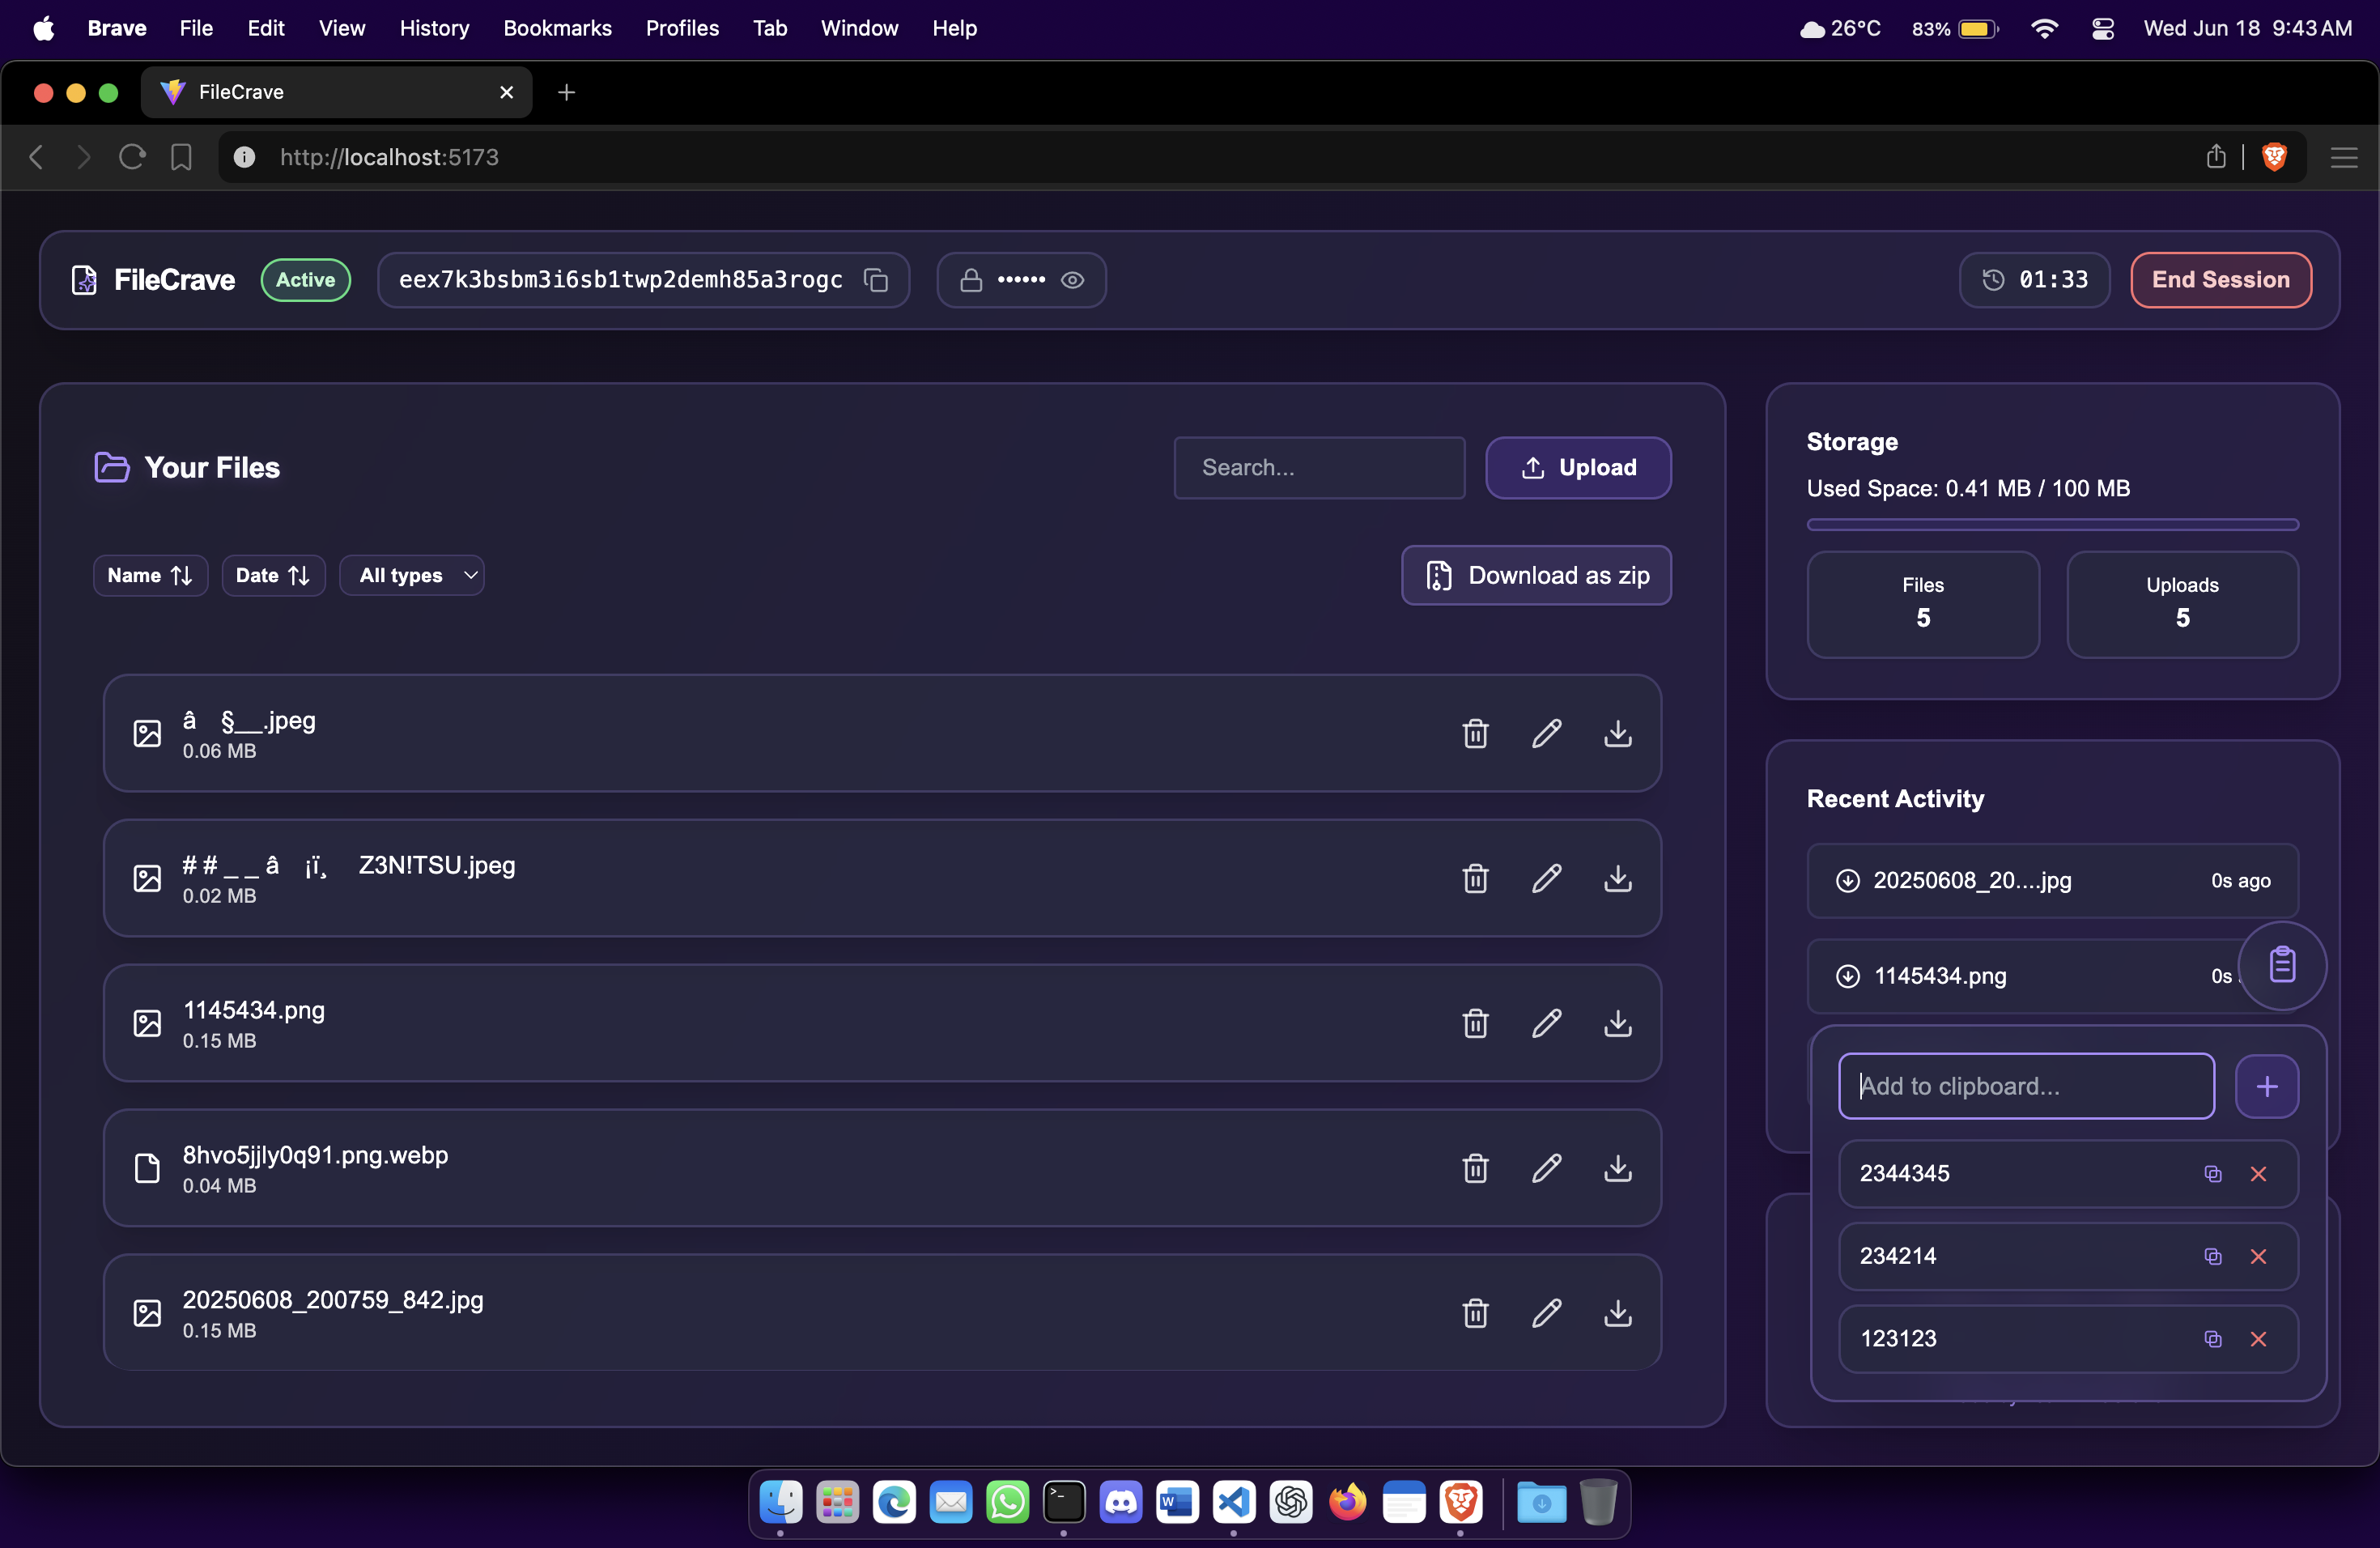 Brave File Edit View History Bookmarks Profiles Tab Window Help 26°C 83% Wed Jun 18 9:43 AM
FileCrave
http://localhost:5173
FileCrave Active eex7k3bsbm3i6sb1twp2demh85a3rogc •••••• 01:33 End Session
Your Files Search... Upload
Name Date All types Download as zip
â §__.jpeg
0.06 MB
# # _ _ â ¡ï¸ Z3N!TSU.jpeg
0.02 MB
1145434.png
0.15 MB
8hvo5jjly0q91.png.webp
0.04 MB
20250608_200759_842.jpg
0.15 MB
Storage
Used Space: 0.41 MB / 100 MB
Files Uploads
5 5
Recent Activity
20250608_20....jpg 0s ago
1145434.png 0s
Add to clipboard...
2344345
234214
123123